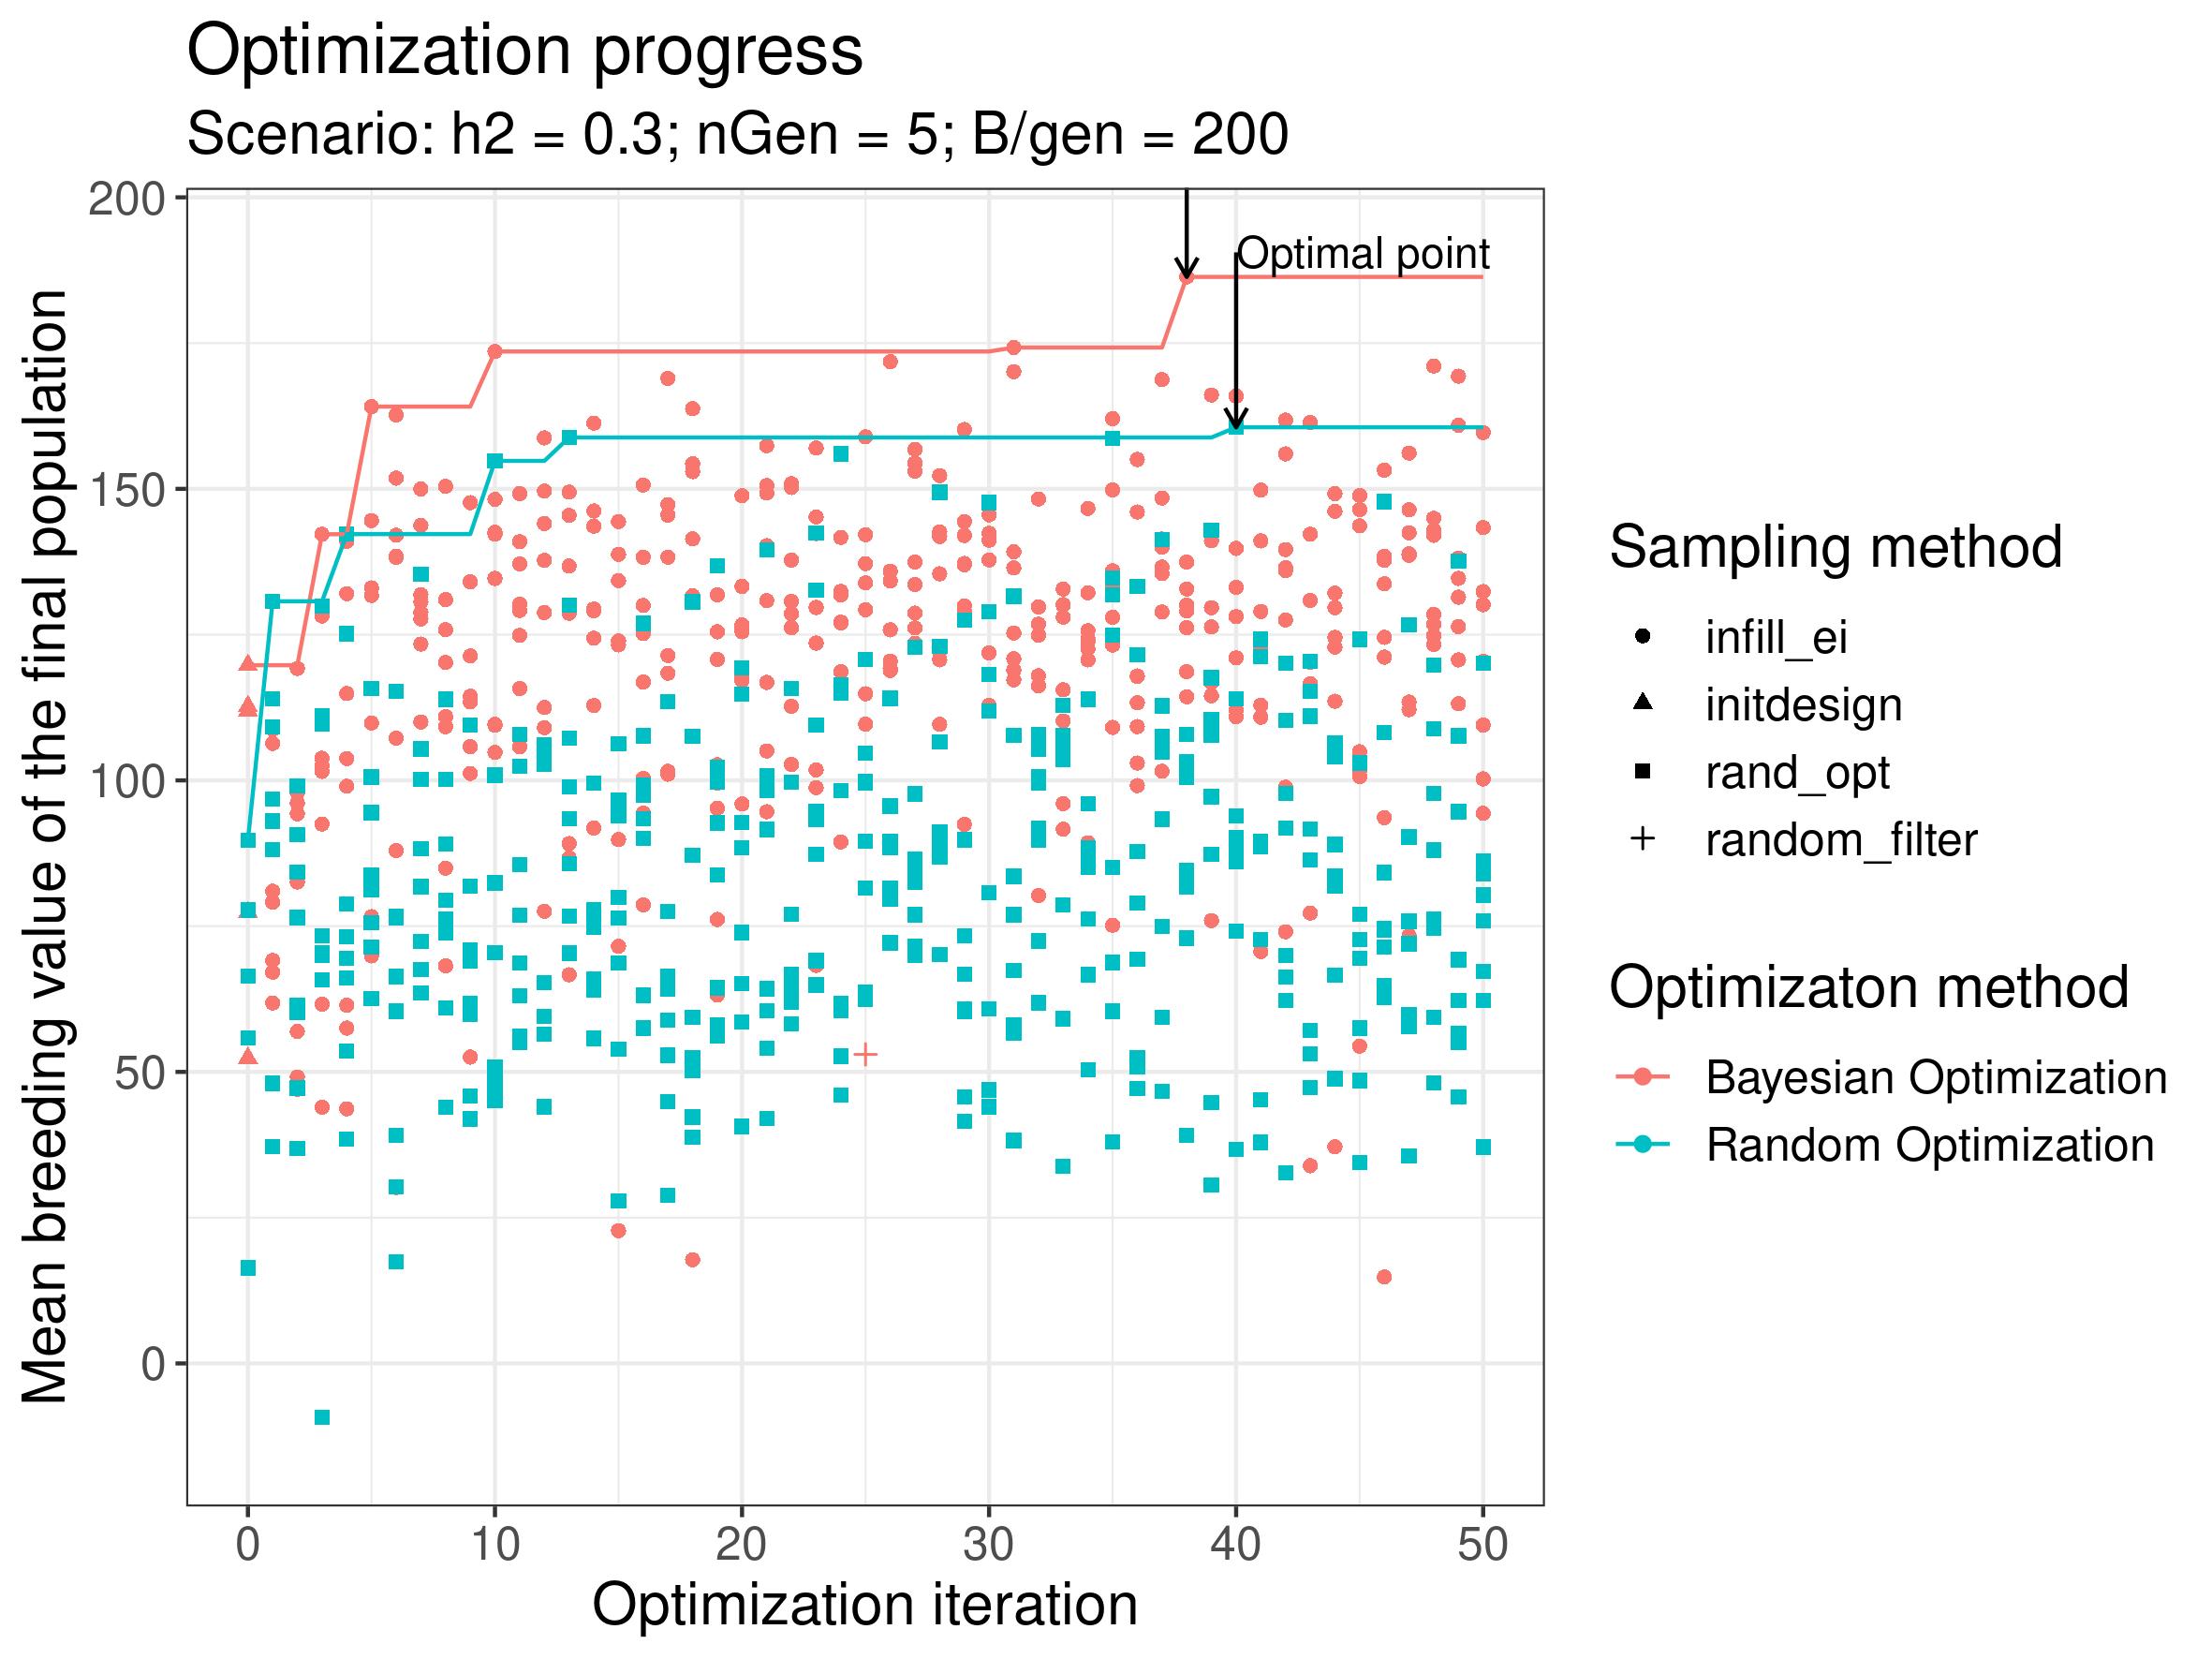 Optimization progress
Scenario: h2 = 0.3; nGen = 5; B/gen = 200
Mean breeding value of the final population
200
150
100
50
0
Optimal point
0 10 20 30 40 50
Optimization iteration
Sampling method
infill_ei
initdesign
rand_opt
random_filter
Optimizaton method
Bayesian Optimization
Random Optimization